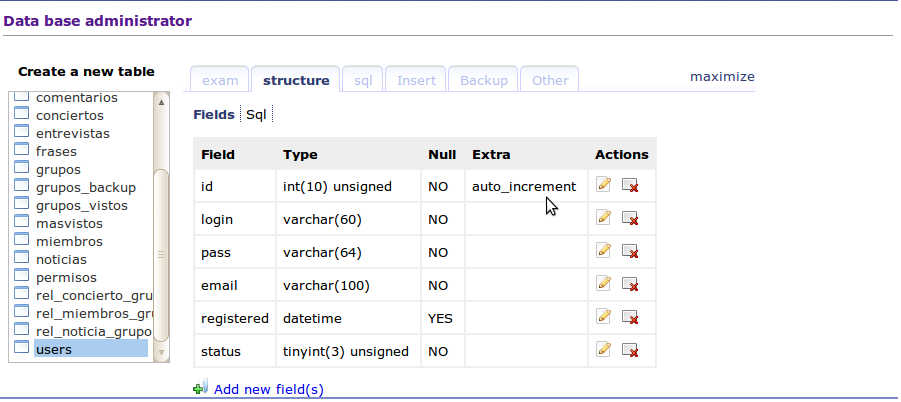 Data base administrator
Create a new table
comentarios
conciertos
entrevistas
frases
grupos
grupos_backup
grupos_vistos
masvistos
miembros
noticias
permisos
rel_concierto_gru
rel_miembros_gru
rel_noticia_grupo
users
exam structure sql Insert Backup Other maximize
Fields Sql
Field Type Null Extra Actions
id int(10) unsigned NO auto_increment
login varchar(60) NO
pass varchar(64) NO
email varchar(100) NO
registered datetime YES
status tinyint(3) unsigned NO
Add new field(s)